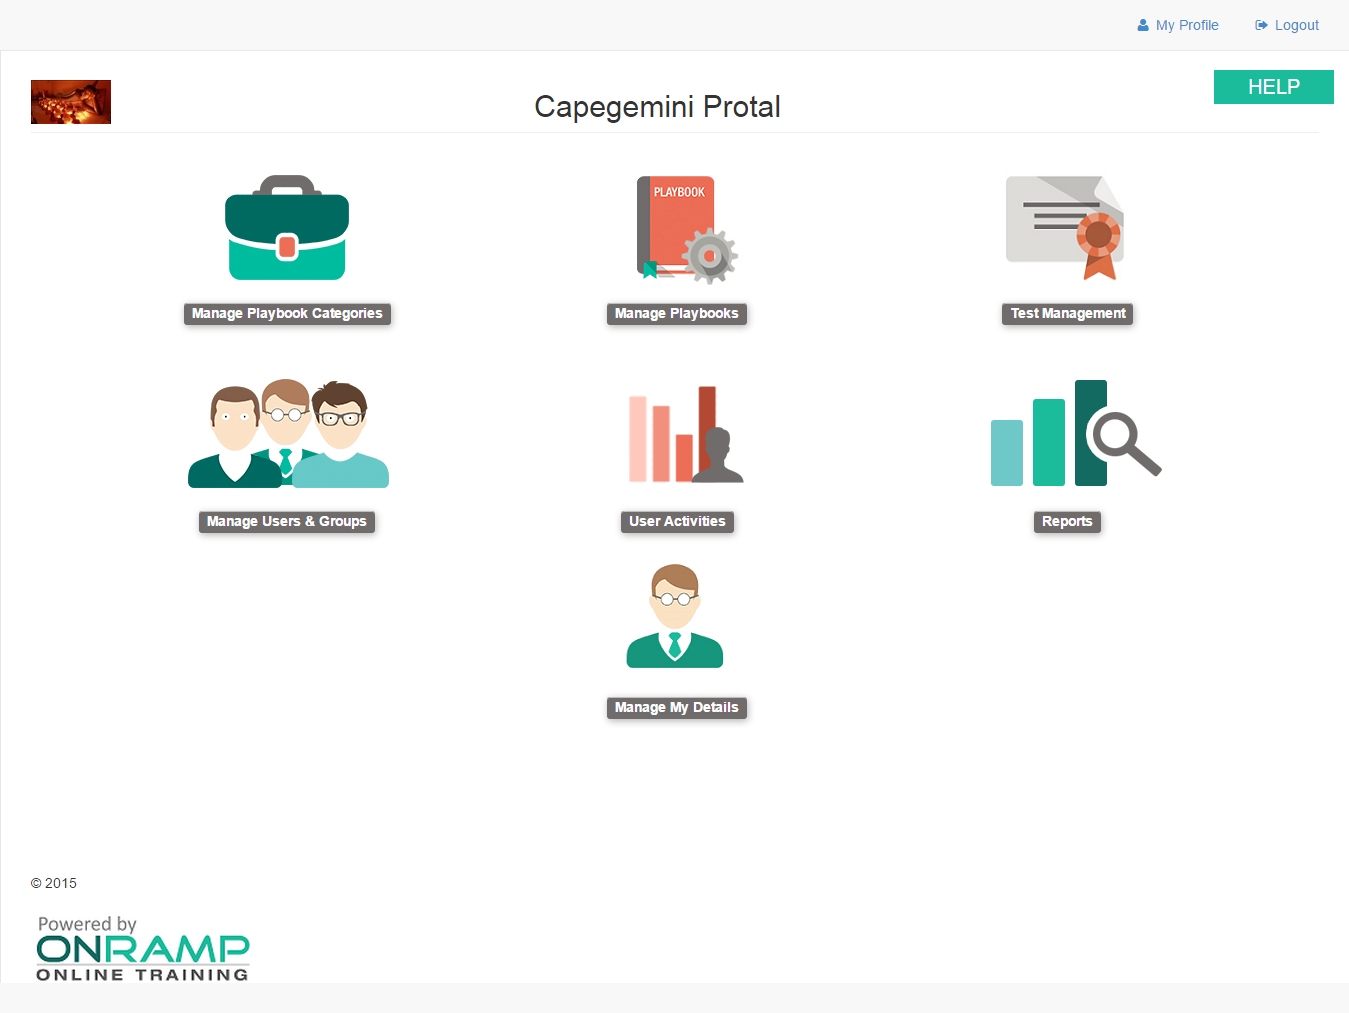 My Profile
Logout
HELP
Capegemini Protal
PLAYBOOK
Manage Playbook Categories
Manage Playbooks
Test Management
Manage Users & Groups
User Activities
Reports
Manage My Details
© 2015
Powered by
ONRAMP
ONLINE TRAINING